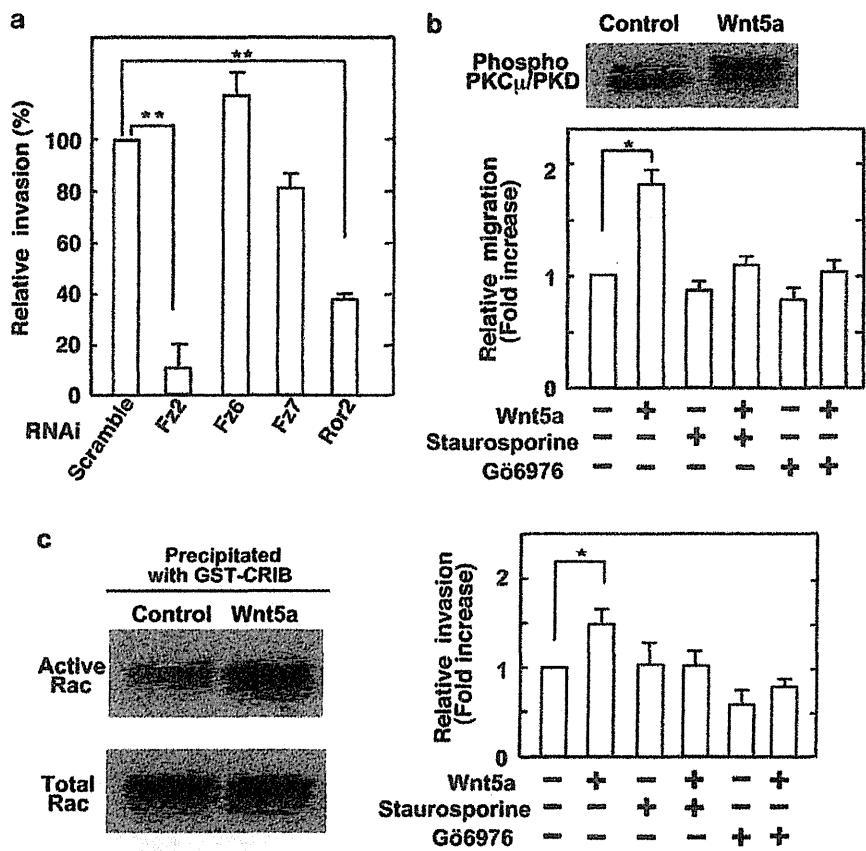 a
Relative invasion (%)
100
80
60
40
20
0
**
**
RNAi
Scramble
Fz2
Fz6
Fz7
Ror2
b
Control Wnt5a
Phospho
PKCμ/PKD
Relative migration
(Fold increase)
2
1
0
*
Wnt5a − + − + − +
Staurosporine − − + + − −
Gö6976 − − − − + +
c
Precipitated
with GST-CRIB
Control Wnt5a
Active
Rac
Total
Rac
Relative invasion
(Fold increase)
2
1
0
*
Wnt5a − + − + − +
Staurosporine − − + + − −
Gö6976 − − − − + +